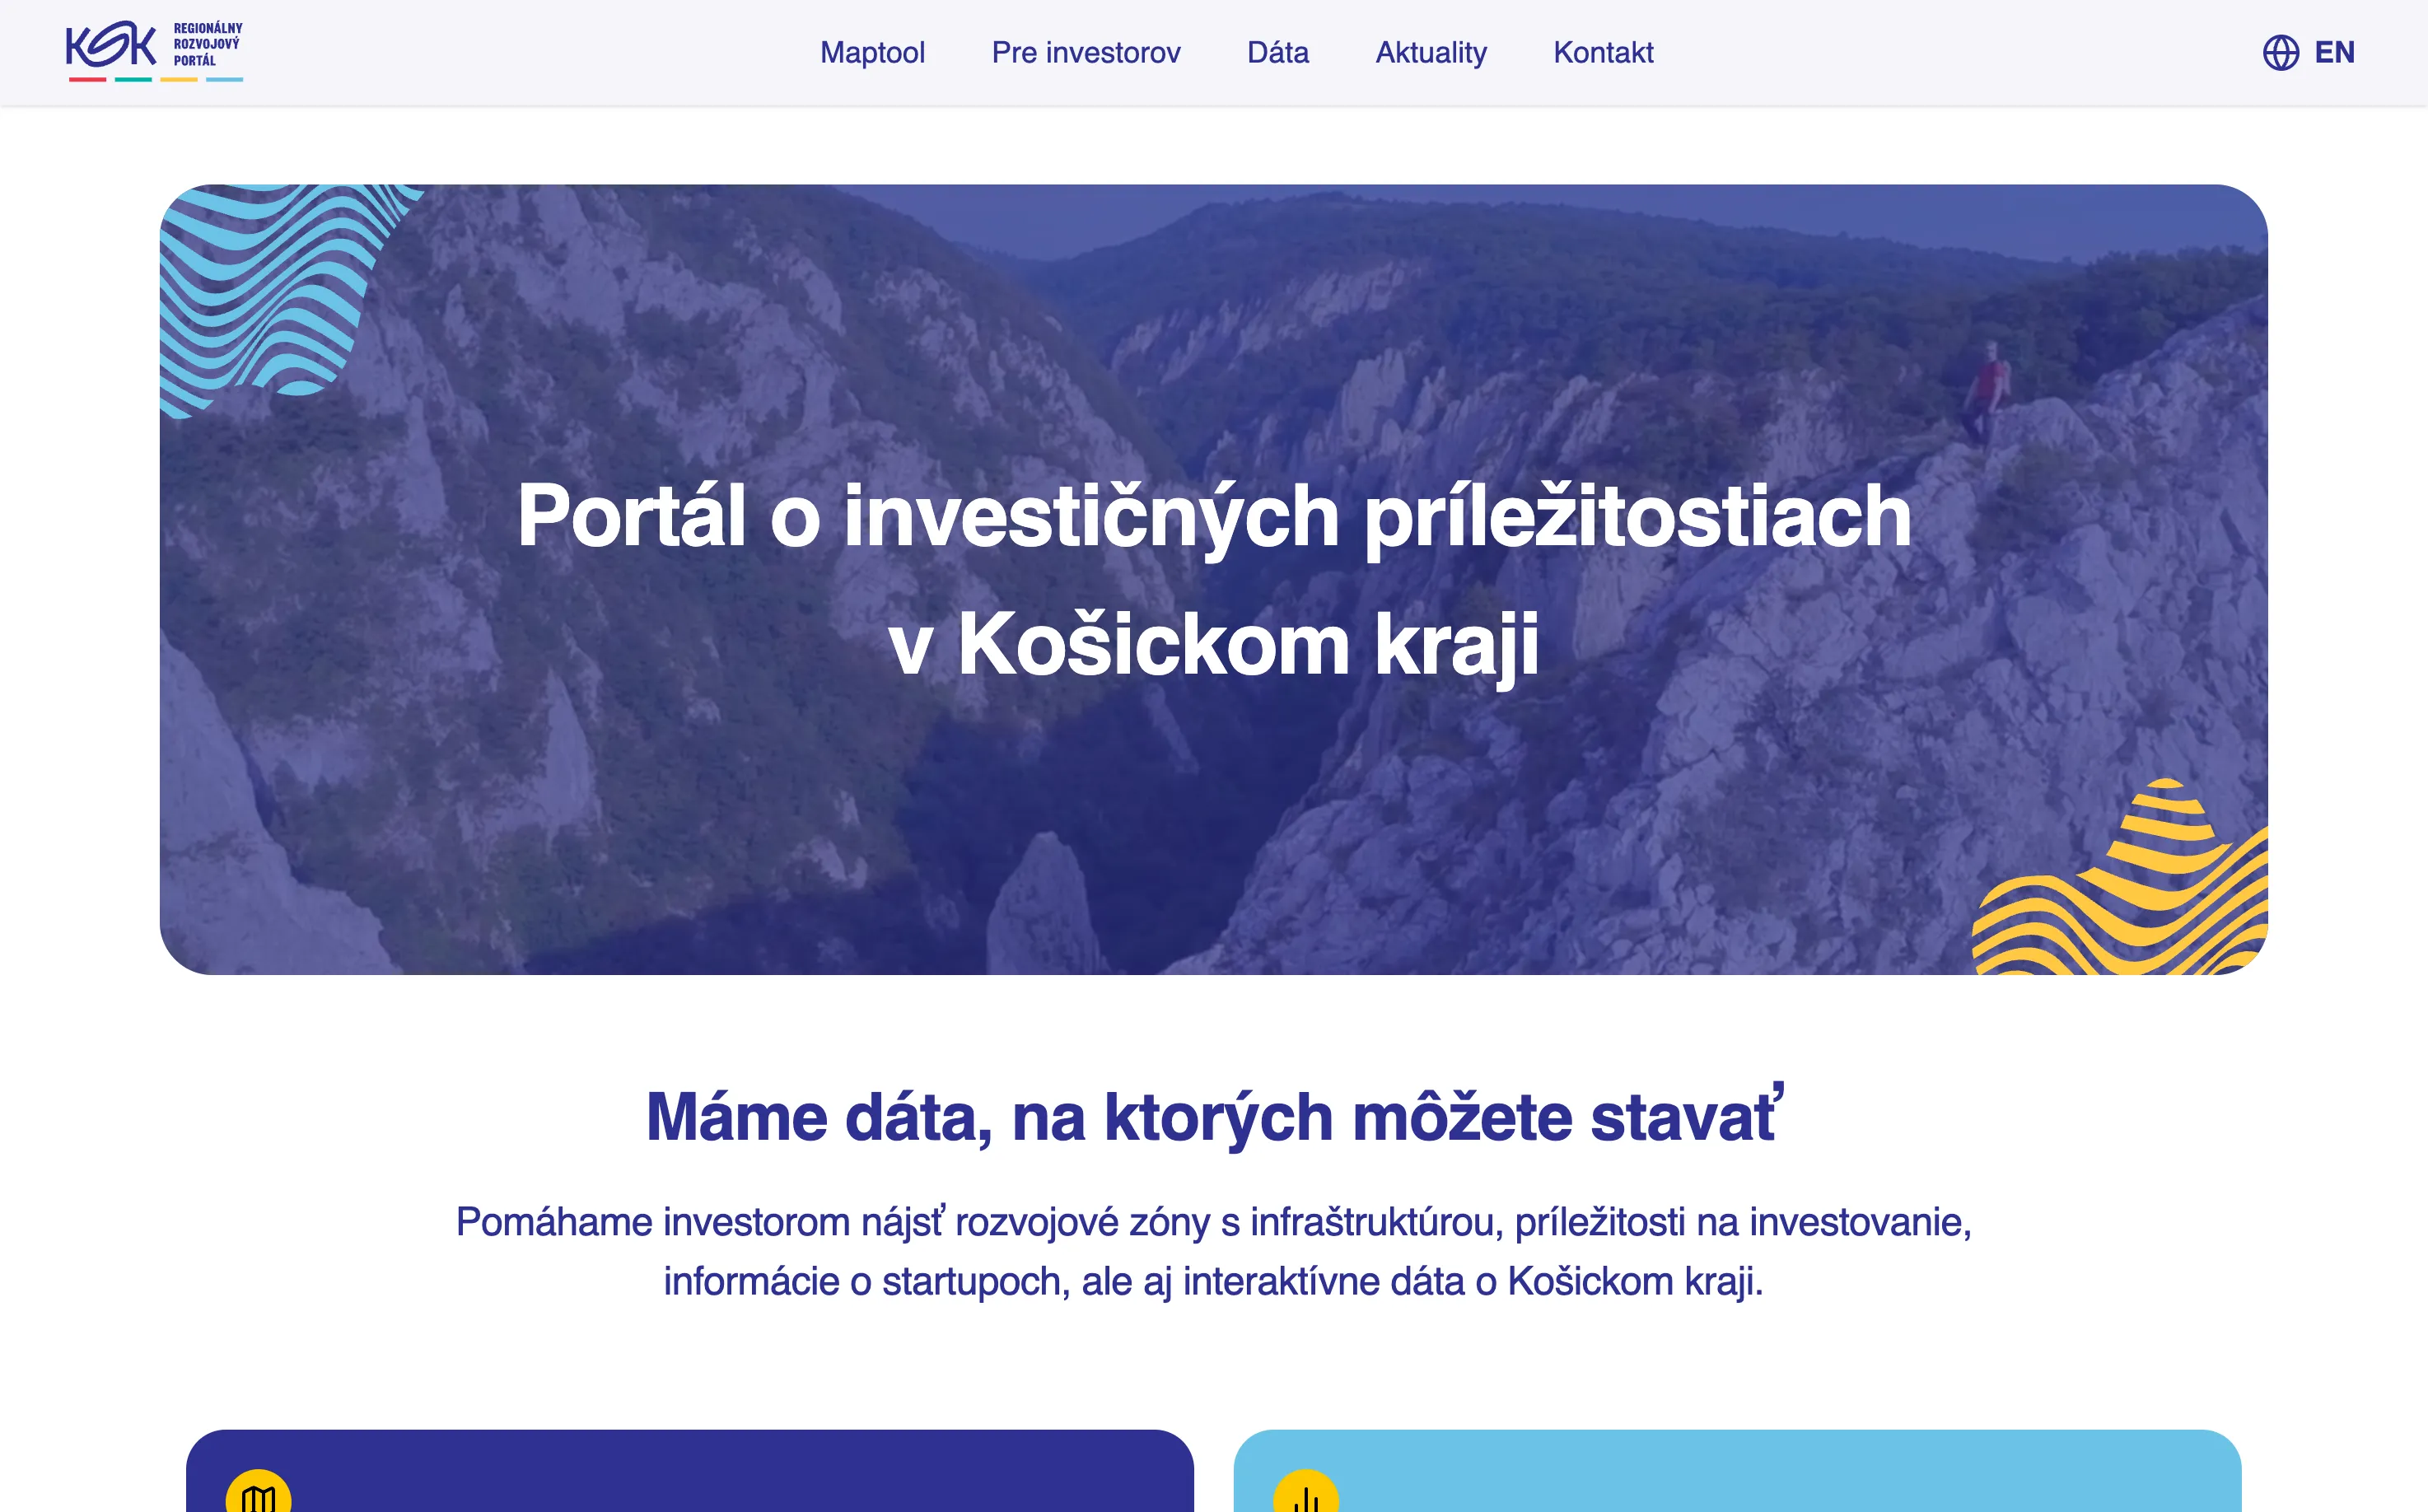 KSK
REGIONÁLNY
ROZVOJOVÝ
PORTÁL
Maptool
Pre investorov
Dáta
Aktuality
Kontakt
EN
Portál o investičných príležitostiach
v Košickom kraji
Máme dáta, na ktorých môžete stavať
Pomáhame investorom nájsť rozvojové zóny s infraštruktúrou, príležitosti na investovanie,
informácie o startupoch, ale aj interaktívne dáta o Košickom kraji.